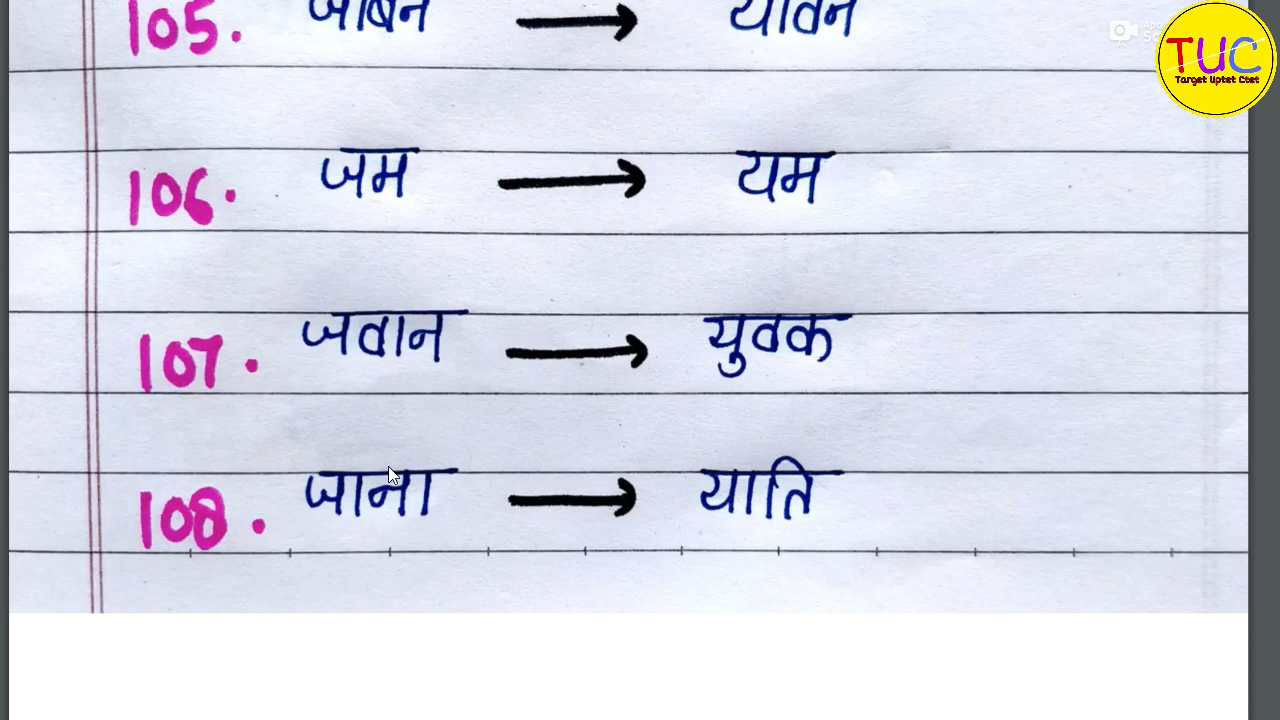 105. जोबन → यौवन
106. जम → यम
107. जवान → युवक
108. जाना → याति
TUC
Target Uptet Ctet